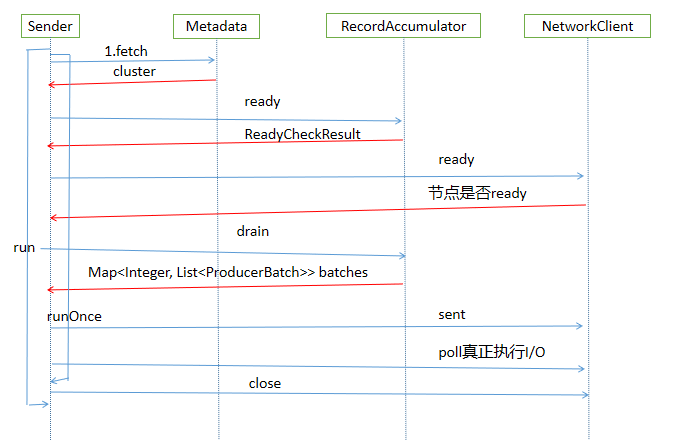 Sender
Metadata
RecordAccumulator
NetworkClient
1.fetch
cluster
ready
ReadyCheckResult
ready
节点是否ready
drain
run
Map<Integer, List<ProducerBatch>> batches
runOnce
sent
poll真正执行I/O
close